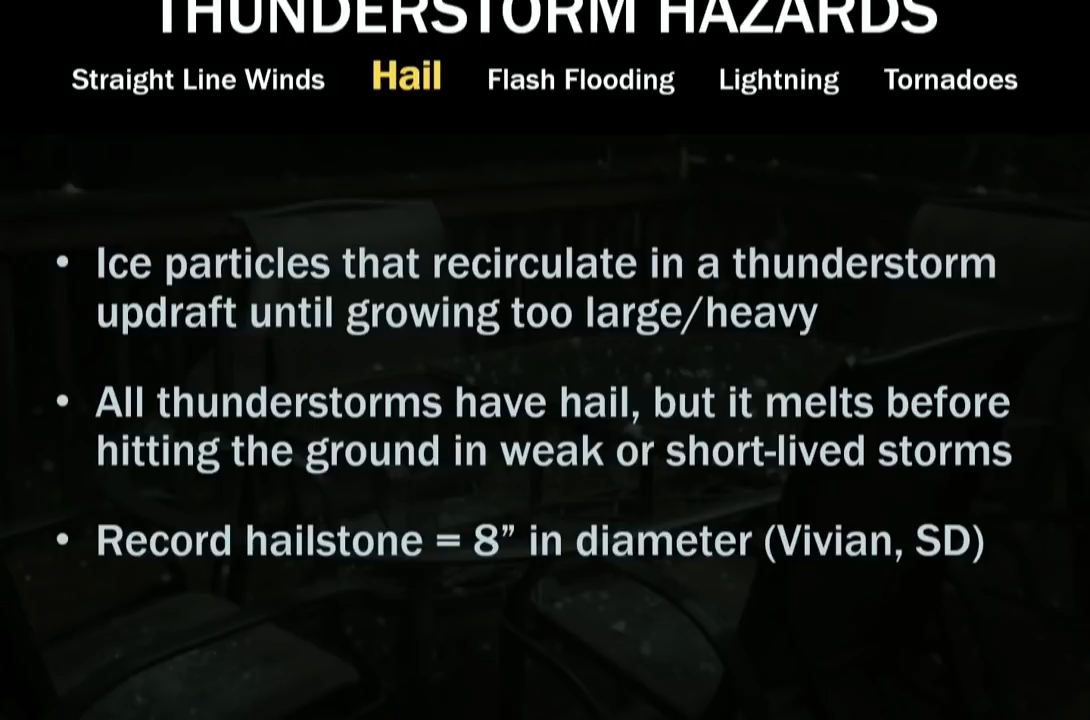 THUNDERSTORM HAZARDS
Straight Line Winds Hail Flash Flooding Lightning Tornadoes
• Ice particles that recirculate in a thunderstorm
updraft until growing too large/heavy
• All thunderstorms have hail, but it melts before
hitting the ground in weak or short-lived storms
• Record hailstone = 8” in diameter (Vivian, SD)